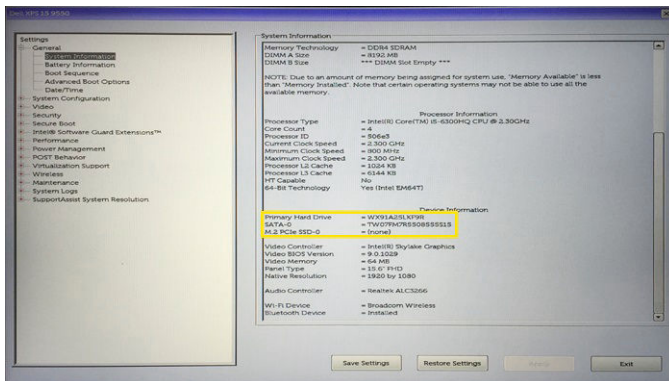 Dell XPS 15 9550
Settings
General
System Information
Battery Information
Boot Sequence
Advanced Boot Options
Date/Time
System Configuration
Video
Security
Secure Boot
Intel® Software Guard Extensions™
Performance
Power Management
POST Behavior
Virtualization Support
Wireless
Maintenance
System Logs
SupportAssist System Resolution
System Information
Memory Technology = DDR4 SDRAM
DIMM A Size = 8192 MB
DIMM B Size *** DIMM Slot Empty ***
NOTE: Due to an amount of memory being assigned for system use, "Memory Available" is less
than "Memory Installed". Note that certain operating systems may not be able to use all the
available memory.
Processor Information
Processor Type = Intel(R) Core(TM) i5-6300HQ CPU @ 2.30GHz
Core Count = 4
Processor ID = 506e3
Current Clock Speed = 2.300 GHz
Minimum Clock Speed = 800 MHz
Maximum Clock Speed = 2.300 GHz
Processor L2 Cache = 1024 KB
Processor L3 Cache = 6144 KB
HT Capable No
64-Bit Technology Yes (Intel EM64T)
Device Information
Primary Hard Drive = WX91A25LXF9R
SATA-0 = TW07FM7R5508555515
M.2 PCIe SSD-0 = (none)
Video Controller = Intel(R) Skylake Graphics
Video BIOS Version = 9.0.1029
Video Memory = 64 MB
Panel Type = 15.6" FHD
Native Resolution = 1920 by 1080
Audio Controller = Realtek ALC3266
Wi-Fi Device = Broadcom Wireless
Bluetooth Device = Installed
Save Settings
Restore Settings
Apply
Exit